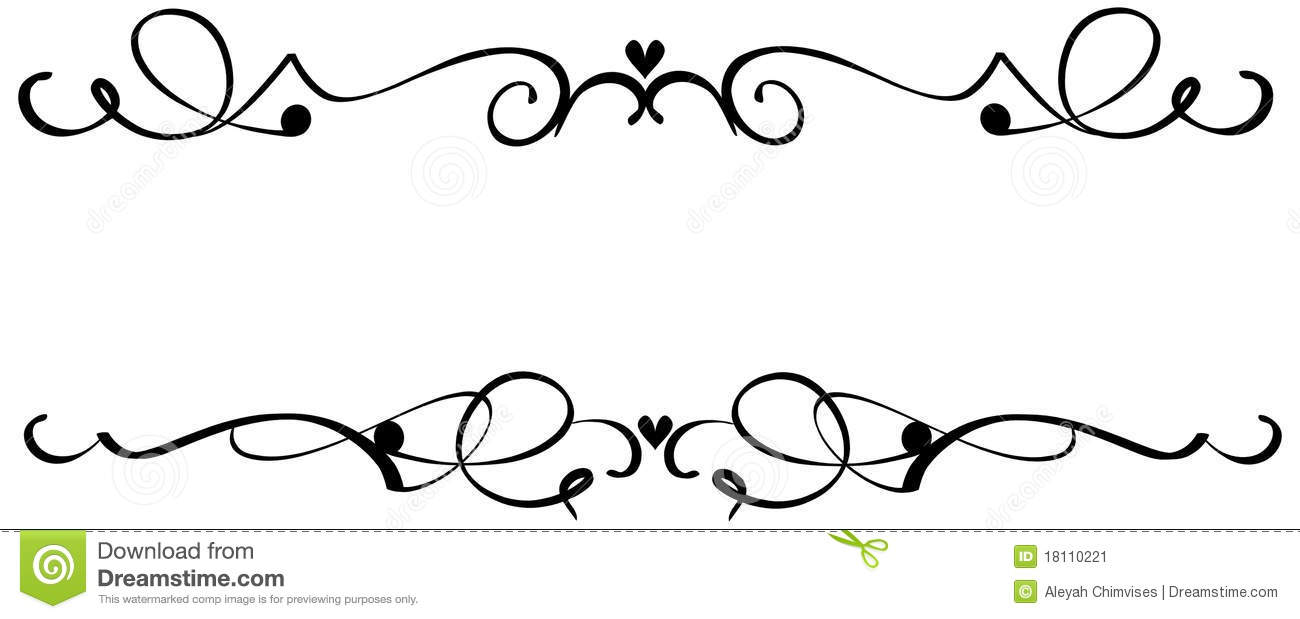 Download from
Dreamstime.com
This watermarked comp image is for previewing purposes only.
ID 18110221
© Aleyah Chimvises | Dreamstime.com